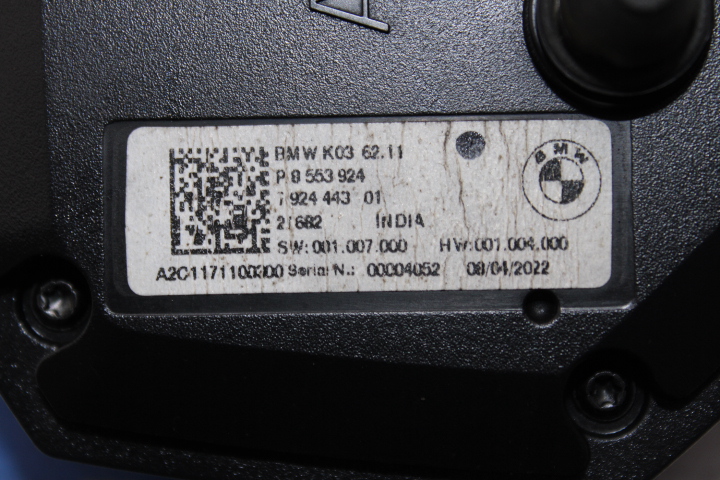 BMW K03 62.11
P 8 553 924
7 924 443 01
21682 INDIA
SW:001.007.000 HW:001.004.000
A2C1171100300 Serial N.: 00004052 08/04/2022
BMW